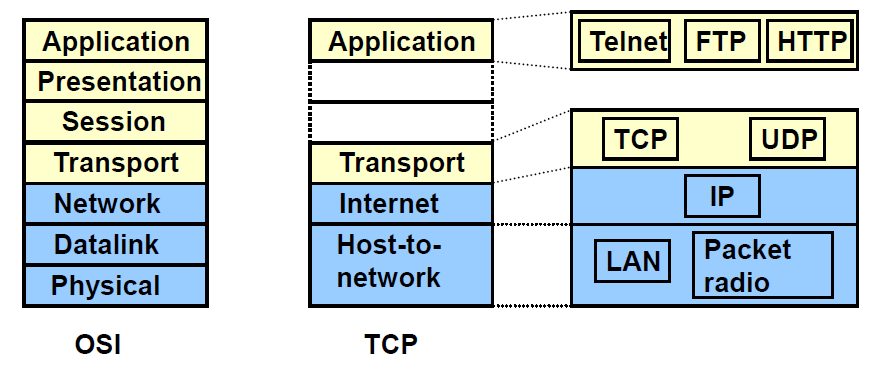 Application
Presentation
Session
Transport
Network
Datalink
Physical
OSI
Application
Transport
Internet
Host-to-
network
TCP
Telnet
FTP
HTTP
TCP
UDP
IP
LAN
Packet
radio